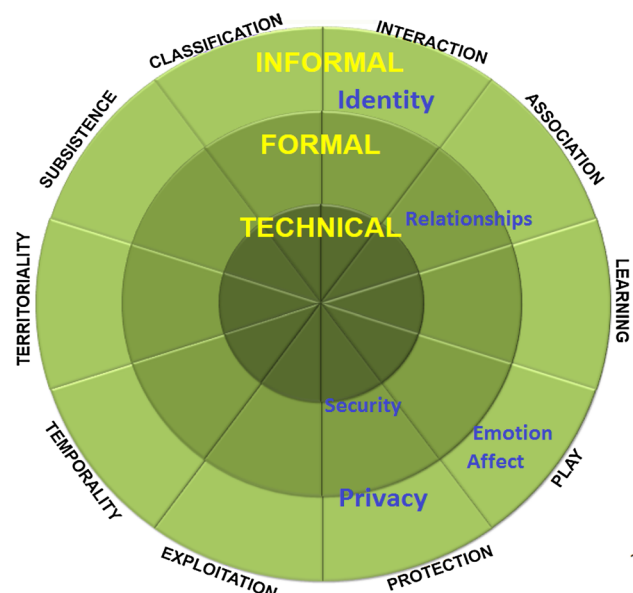 CLASSIFICATION
INTERACTION
INFORMAL
Identity
SUBSISTENCE
ASSOCIATION
FORMAL
Relationships
TECHNICAL
TERRITORIALITY
LEARNING
Security
Emotion
Affect
TEMPORALITY
PLAY
Privacy
EXPLOITATION
PROTECTION